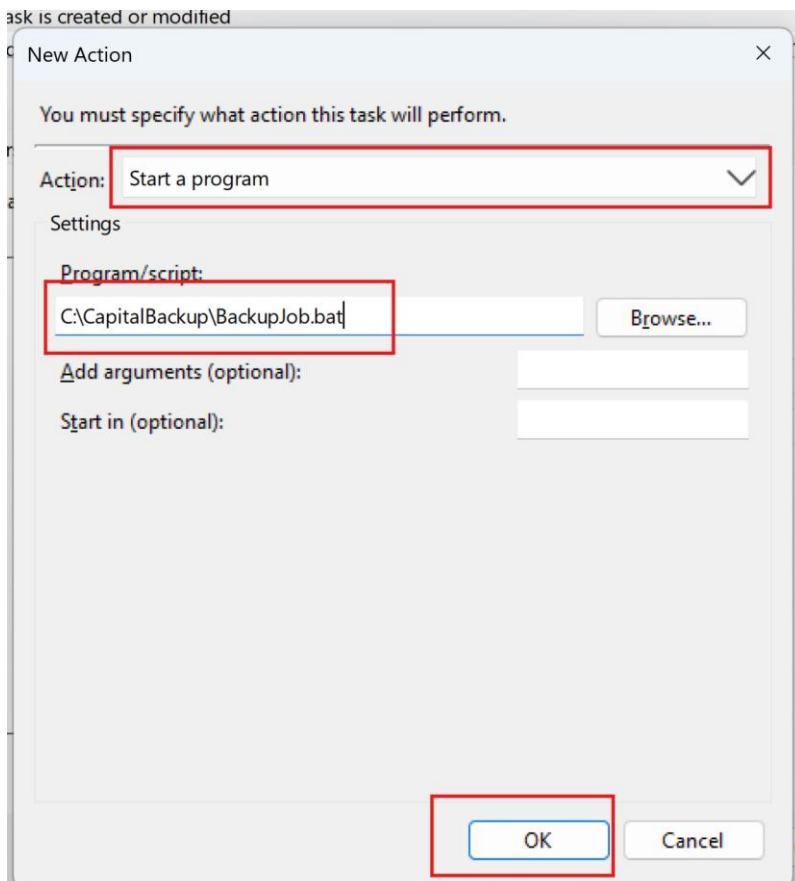 ask is created or modified
New Action
You must specify what action this task will perform.
Action: Start a program
Settings
Program/script:
C:\CapitalBackup\BackupJob.bat Browse...
Add arguments (optional):
Start in (optional):
OK Cancel